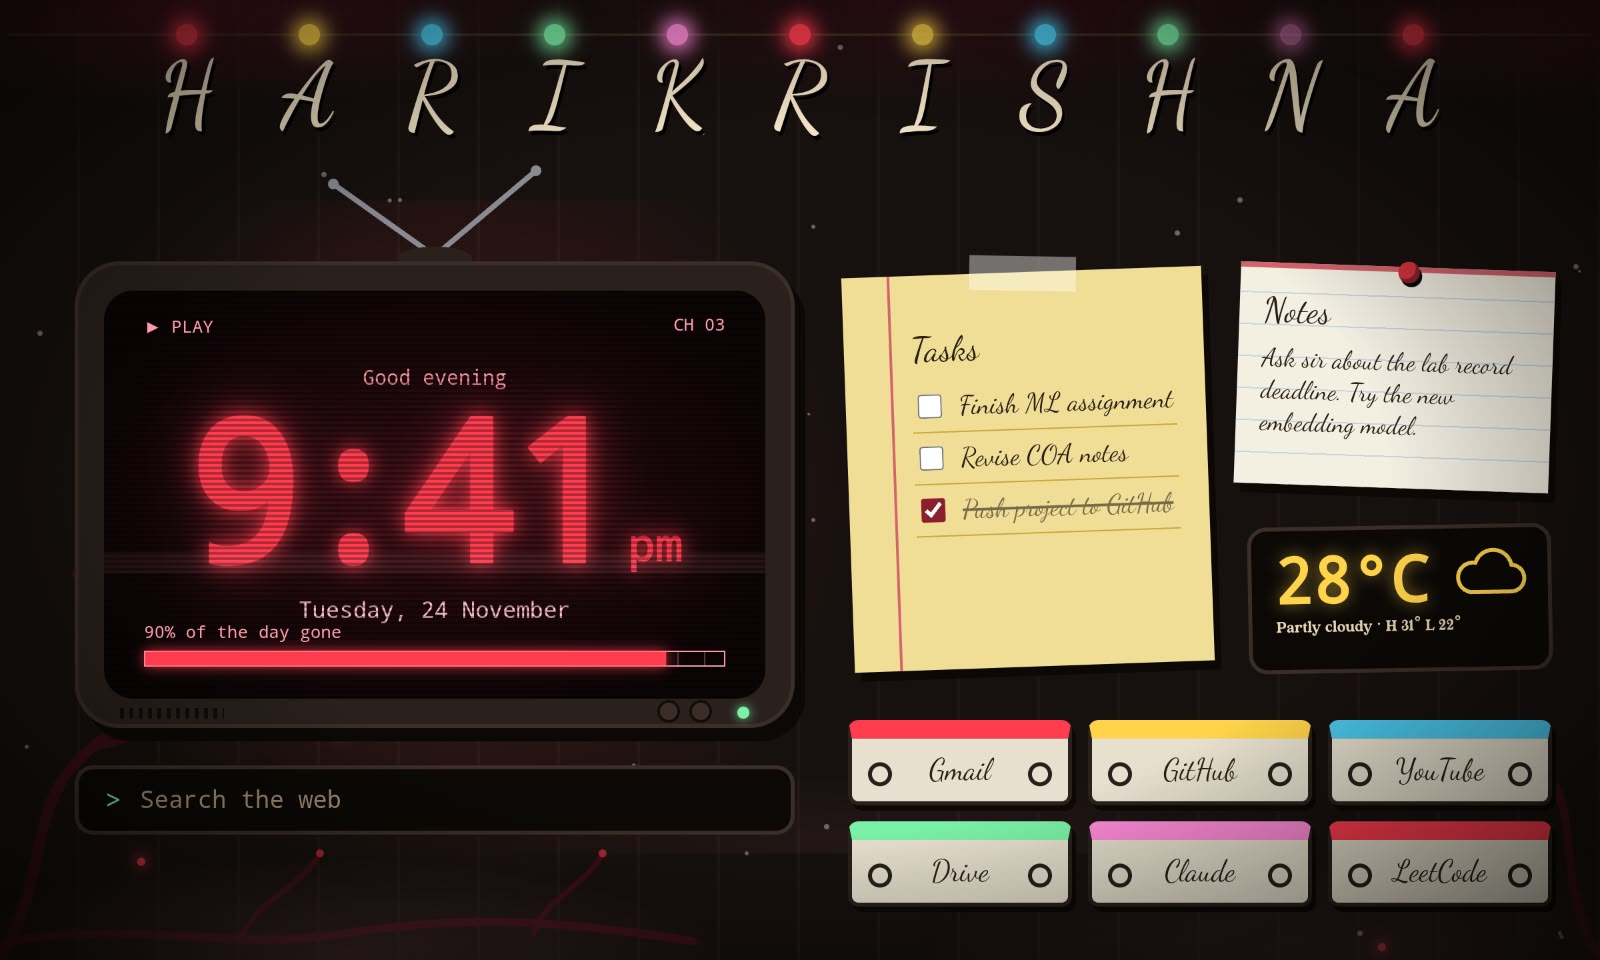 HARIKRISHNA
▶ PLAY
CH 03
Good evening
9:41 pm
Tuesday, 24 November
90% of the day gone
> Search the web
Tasks
Finish ML assignment
Revise COA notes
Push project to GitHub
Notes
Ask sir about the lab record
deadline. Try the new
embedding model.
28°C
Partly cloudy · H 31° L 22°
Gmail
GitHub
YouTube
Drive
Claude
LeetCode